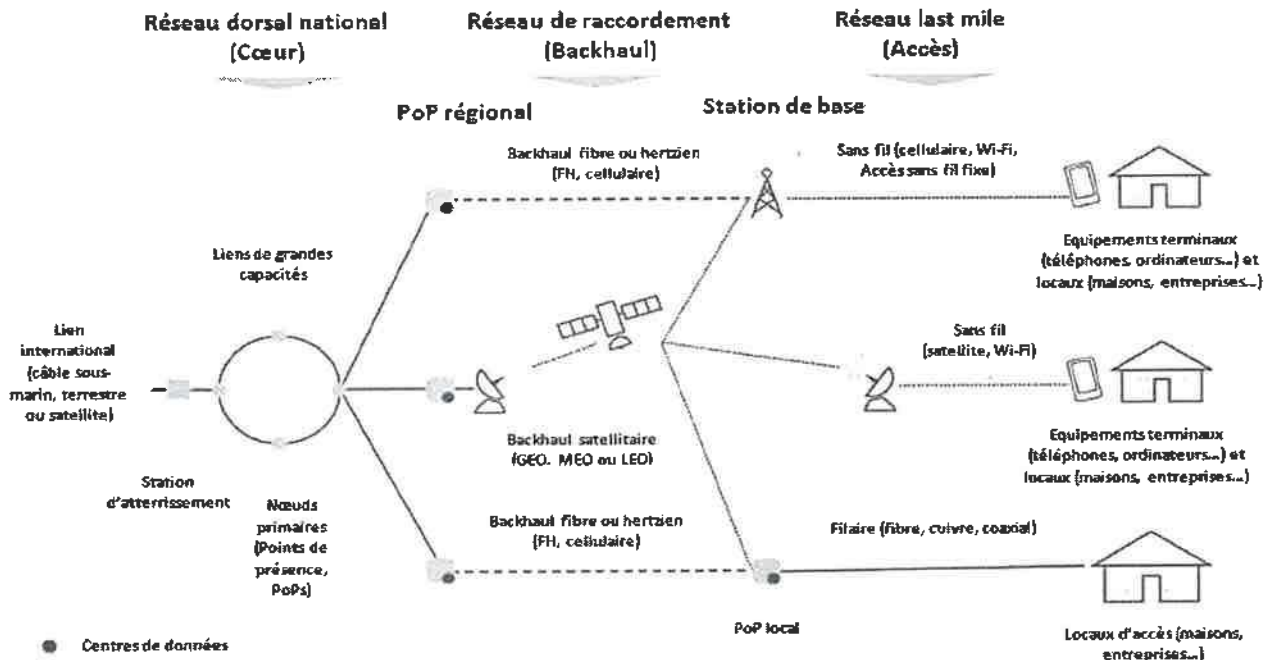 Réseau dorsal national
(Cœur)
Réseau de raccordement
(Backhaul)
Réseau last mile
(Accès)
PoP régional
Station de base
Backhaul fibre ou hertzien
(FH, cellulaire)
Sans fil (cellulaire, Wi-Fi,
Accès sans fil fixe)
Liens de grandes
capacités
Equipements terminaux
(téléphones, ordinateurs...) et
locaux (maisons, entreprises...)
Lien
international
(câble sous-
marin, terrestre
ou satellite)
Sans fil
(satellite, Wi-Fi)
Backhaul satellitaire
(GEO. MEO ou LEO)
Equipements terminaux
(téléphones, ordinateurs...) et
locaux (maisons, entreprises...)
Station
d'atterrissement
Nœuds
primaires
(Points de
présence,
PoPs)
Backhaul fibre ou hertzien
(FH, cellulaire)
Filaire (fibre, cuivre, coaxial)
PoP local
Locaux d'accès (maisons,
entreprises...)
Centres de données